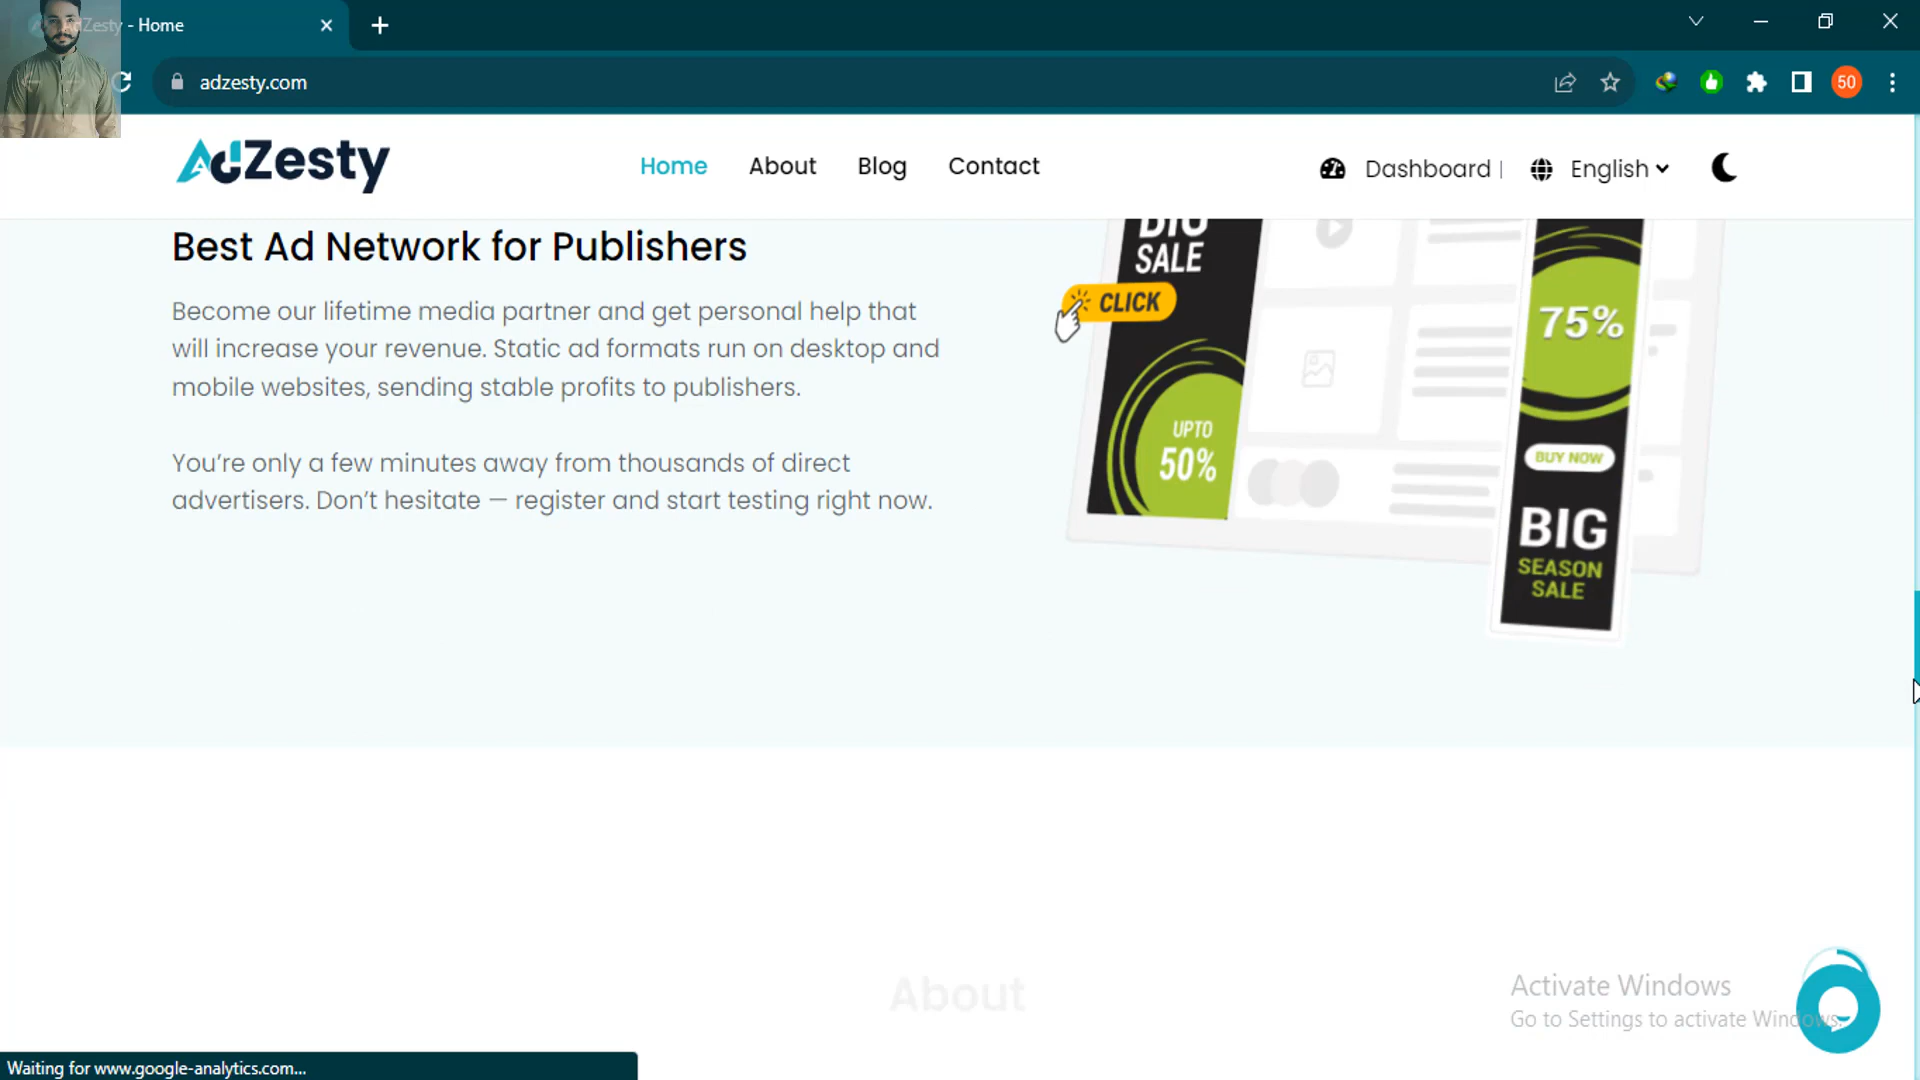 AdZesty - Home
adzesty.com
50
AdZesty
Home
About
Blog
Contact
Dashboard |
English
Best Ad Network for Publishers
Become our lifetime media partner and get personal help that
will increase your revenue. Static ad formats run on desktop and
mobile websites, sending stable profits to publishers.
You’re only a few minutes away from thousands of direct
advertisers. Don’t hesitate — register and start testing right now.
BIG
SALE
CLICK
UPTO
50%
75%
BUY NOW
BIG
SEASON
SALE
About
Activate Windows
Go to Settings to activate Windows.
Waiting for www.google-analytics.com...